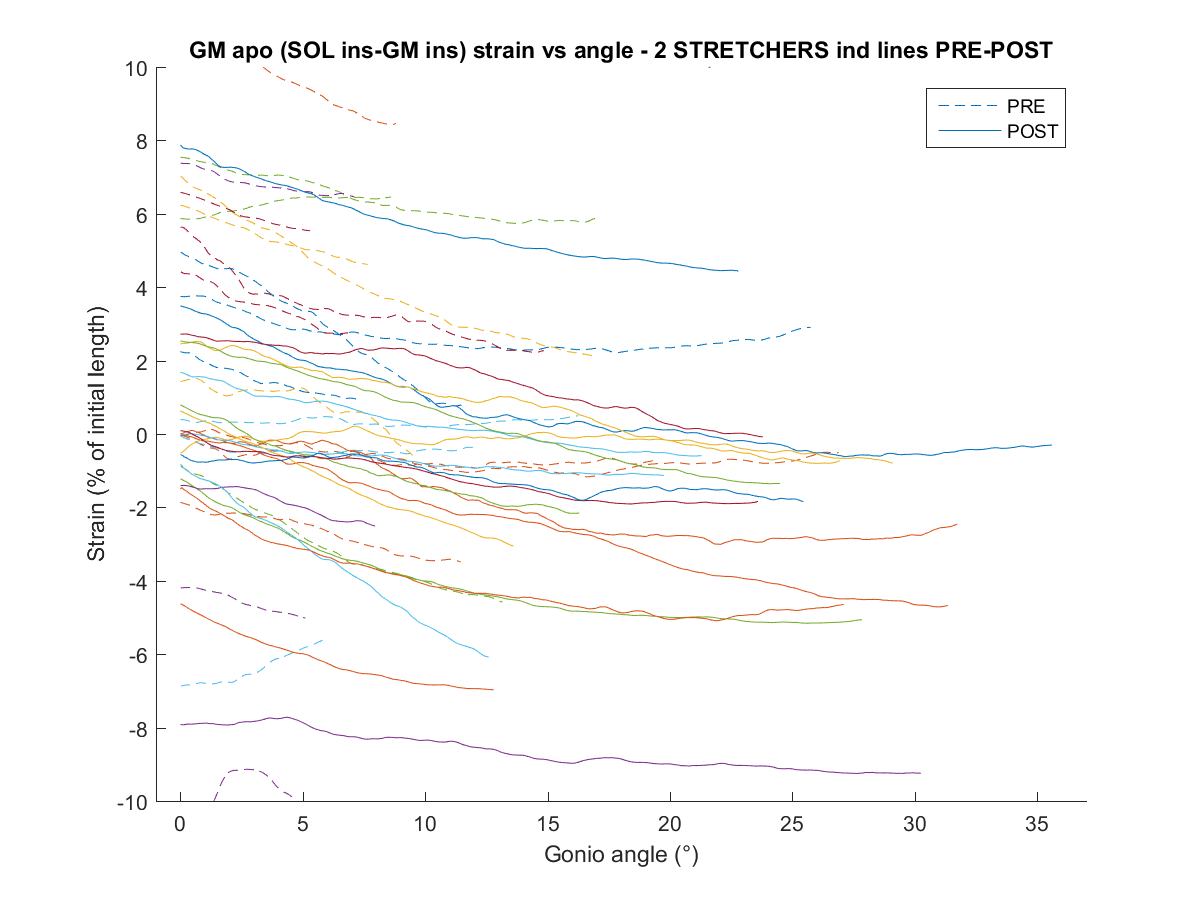 GM apo (SOL ins-GM ins) strain vs angle - 2 STRETCHERS ind lines PRE-POST
PRE
POST
Strain (% of initial length)
10
8
6
4
2
0
-2
-4
-6
-8
-10
0 5 10 15 20 25 30 35
Gonio angle (°)